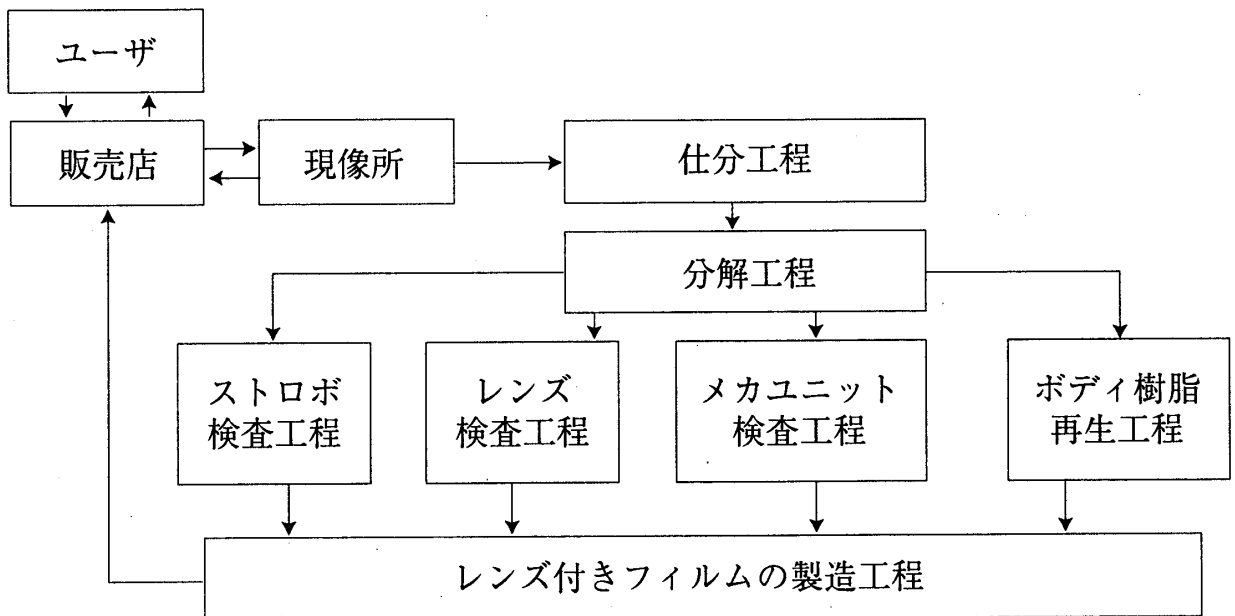 ユーザ
販売店
現像所
仕分工程
分解工程
ストロボ
検査工程
レンズ
検査工程
メカユニット
検査工程
ボディ樹脂
再生工程
レンズ付きフィルムの製造工程